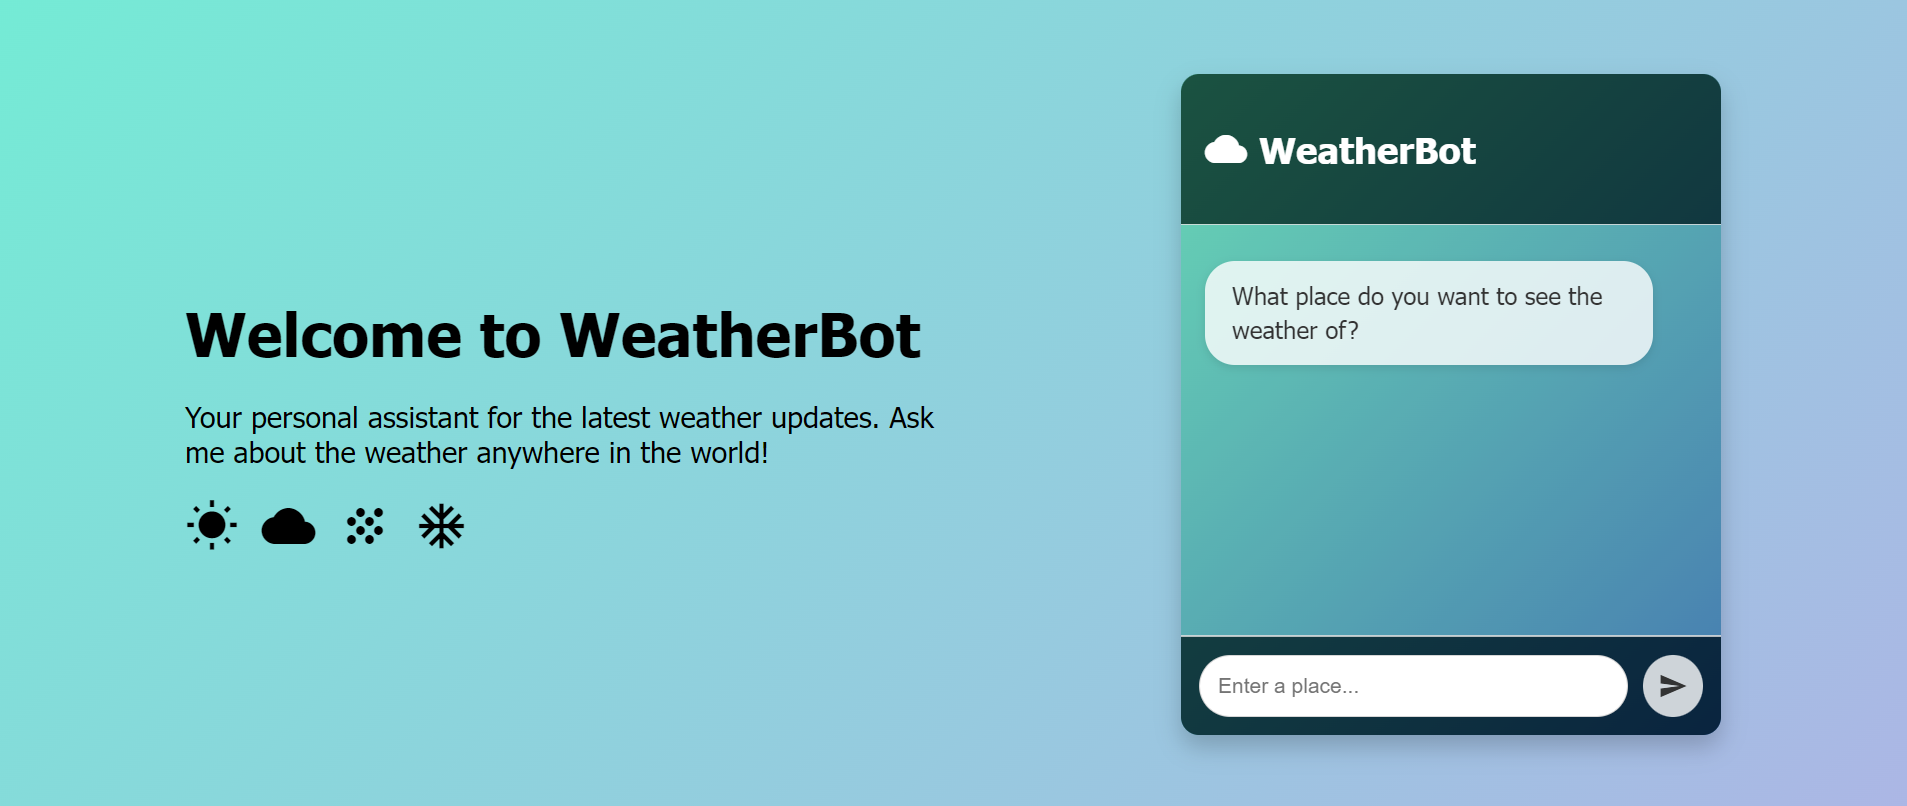 Welcome to WeatherBot
Your personal assistant for the latest weather updates. Ask
me about the weather anywhere in the world!
WeatherBot
What place do you want to see the
weather of?
Enter a place...